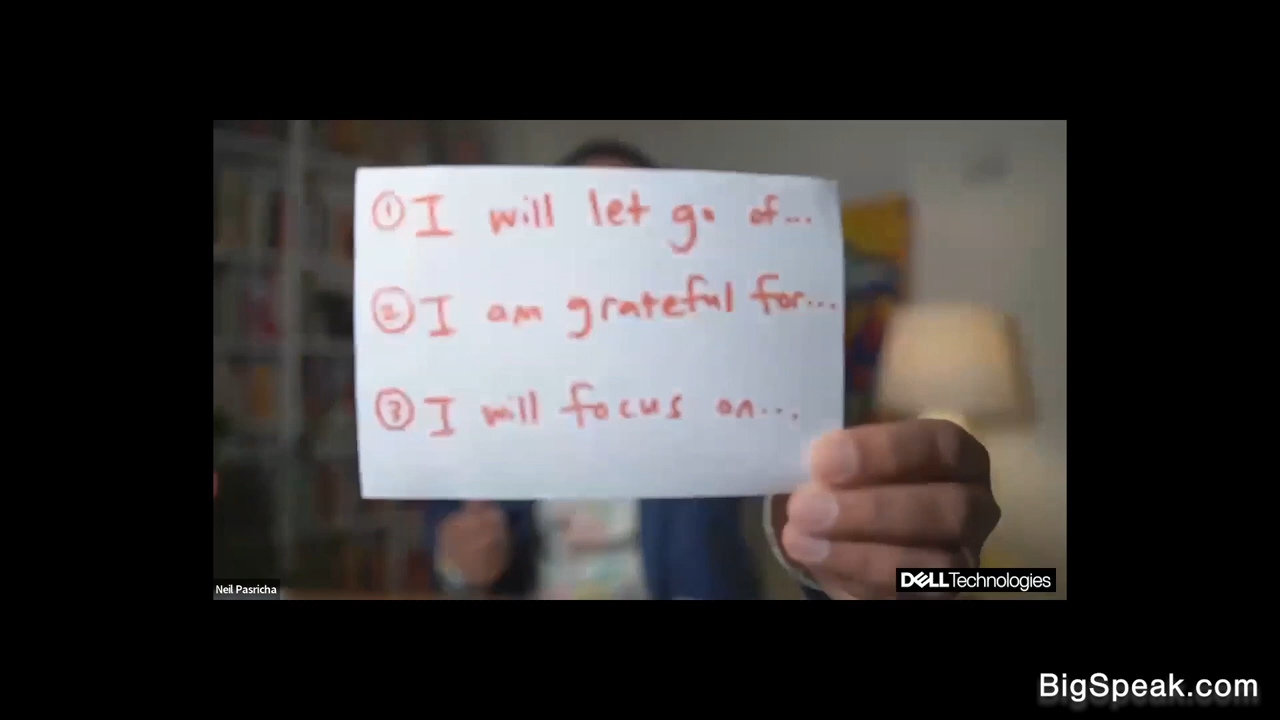 ① I will let go of...
② I am grateful for...
③ I will focus on...
Neil Pasricha
DELLTechnologies
BigSpeak.com